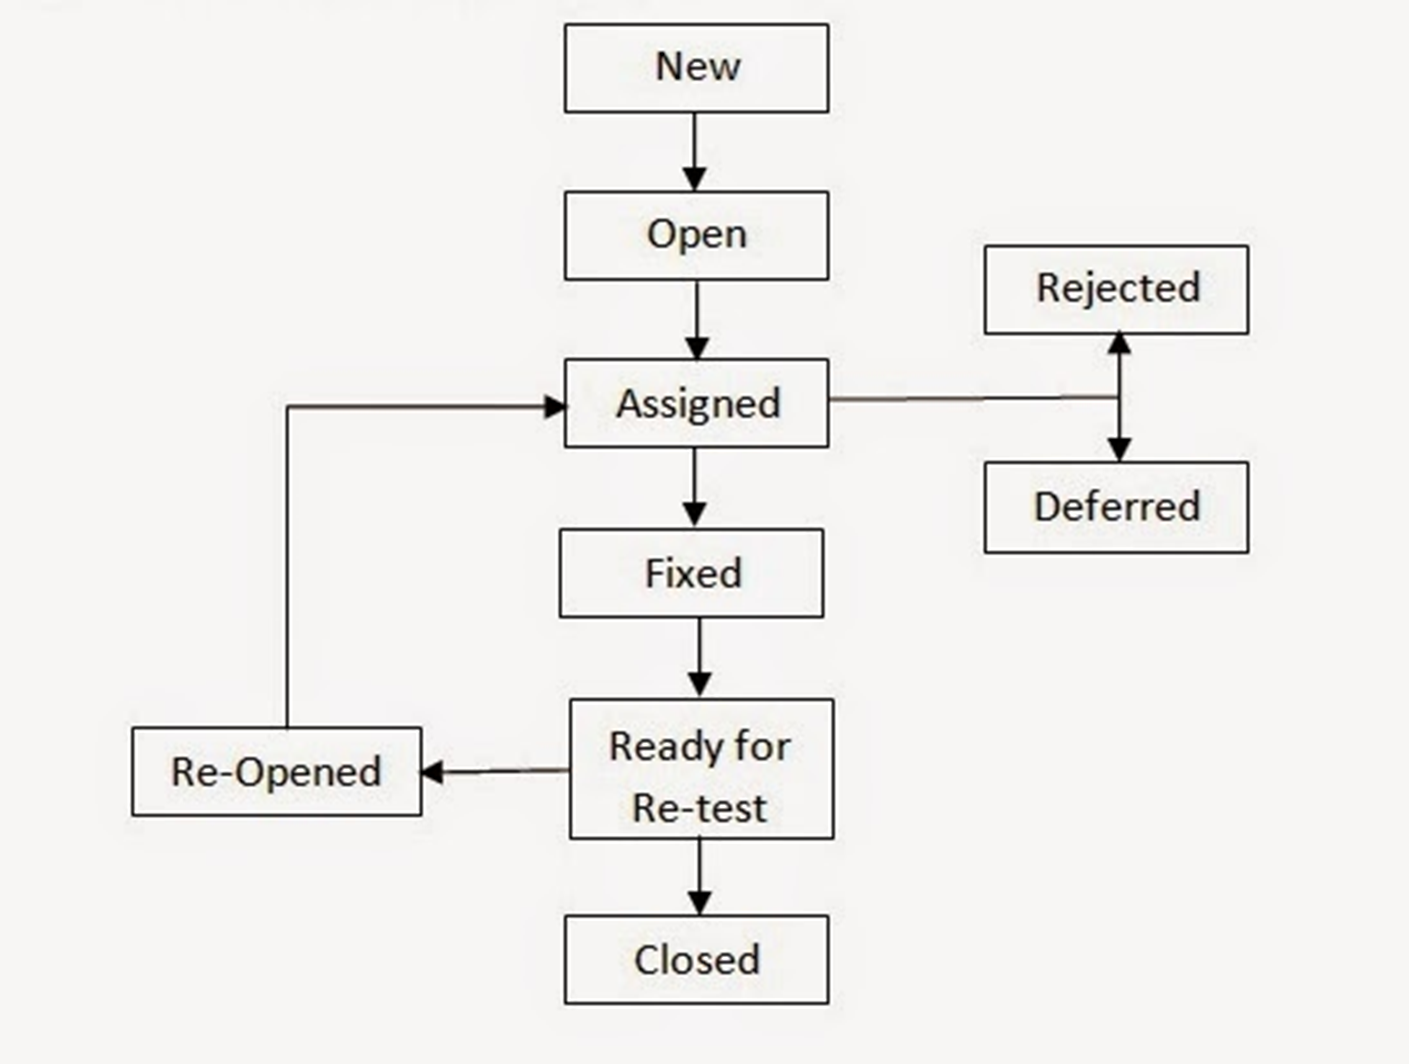 New
Open
Rejected
Assigned
Deferred
Fixed
Ready for
Re-test
Re-Opened
Closed